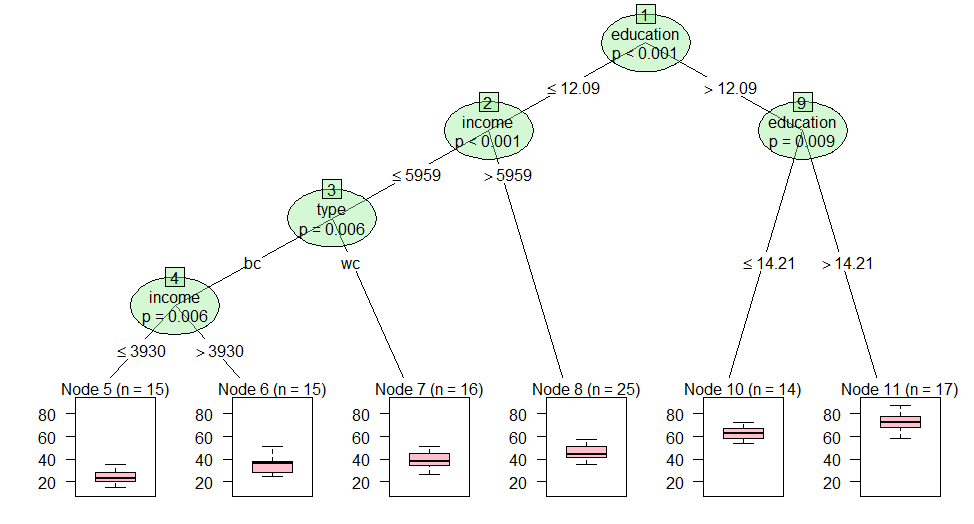 1
education
p < 0.001
≤ 12.09
> 12.09
2
income
p < 0.001
9
education
p = 0.009
≤ 5959
> 5959
3
type
p = 0.006
bc
wc
≤ 14.21
> 14.21
4
income
p = 0.006
≤ 3930
> 3930
Node 5 (n = 15)
80
60
40
20
Node 6 (n = 15)
80
60
40
20
Node 7 (n = 16)
80
60
40
20
Node 8 (n = 25)
80
60
40
20
Node 10 (n = 14)
80
60
40
20
Node 11 (n = 17)
80
60
40
20